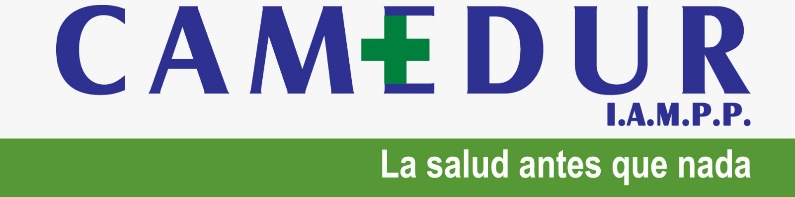 CAMEDUR
I.A.M.P.P.
La salud antes que nada